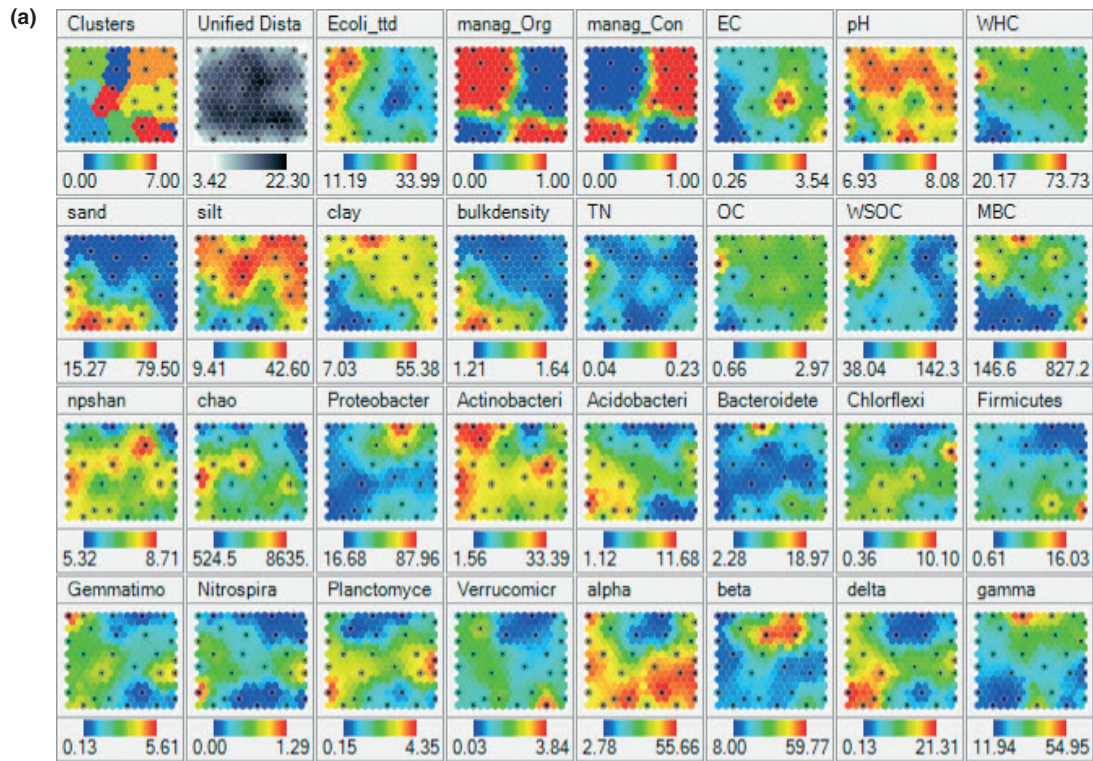 (a)
Clusters Unified Dista Ecoli_ttd manag_Org manag_Con EC pH WHC
0.00 7.00 3.42 22.30 11.19 33.99 0.00 1.00 0.00 1.00 0.26 3.54 6.93 8.08 20.17 73.73
sand silt clay bulkdensity TN OC WSOC MBC
15.27 79.50 9.41 42.60 7.03 55.38 1.21 1.64 0.04 0.23 0.66 2.97 38.04 142.3 146.6 827.2
npshan chao Proteobacter Actinobacteri Acidobacteri Bacteroidete Chlorflexi Firmicutes
5.32 8.71 524.5 8635. 16.68 87.96 1.56 33.39 1.12 11.68 2.28 18.97 0.36 10.10 0.61 16.03
Gemmatimo Nitrospira Planctomyce Verrucomicr alpha beta delta gamma
0.13 5.61 0.00 1.29 0.15 4.35 0.03 3.84 2.78 55.66 8.00 59.77 0.13 21.31 11.94 54.95